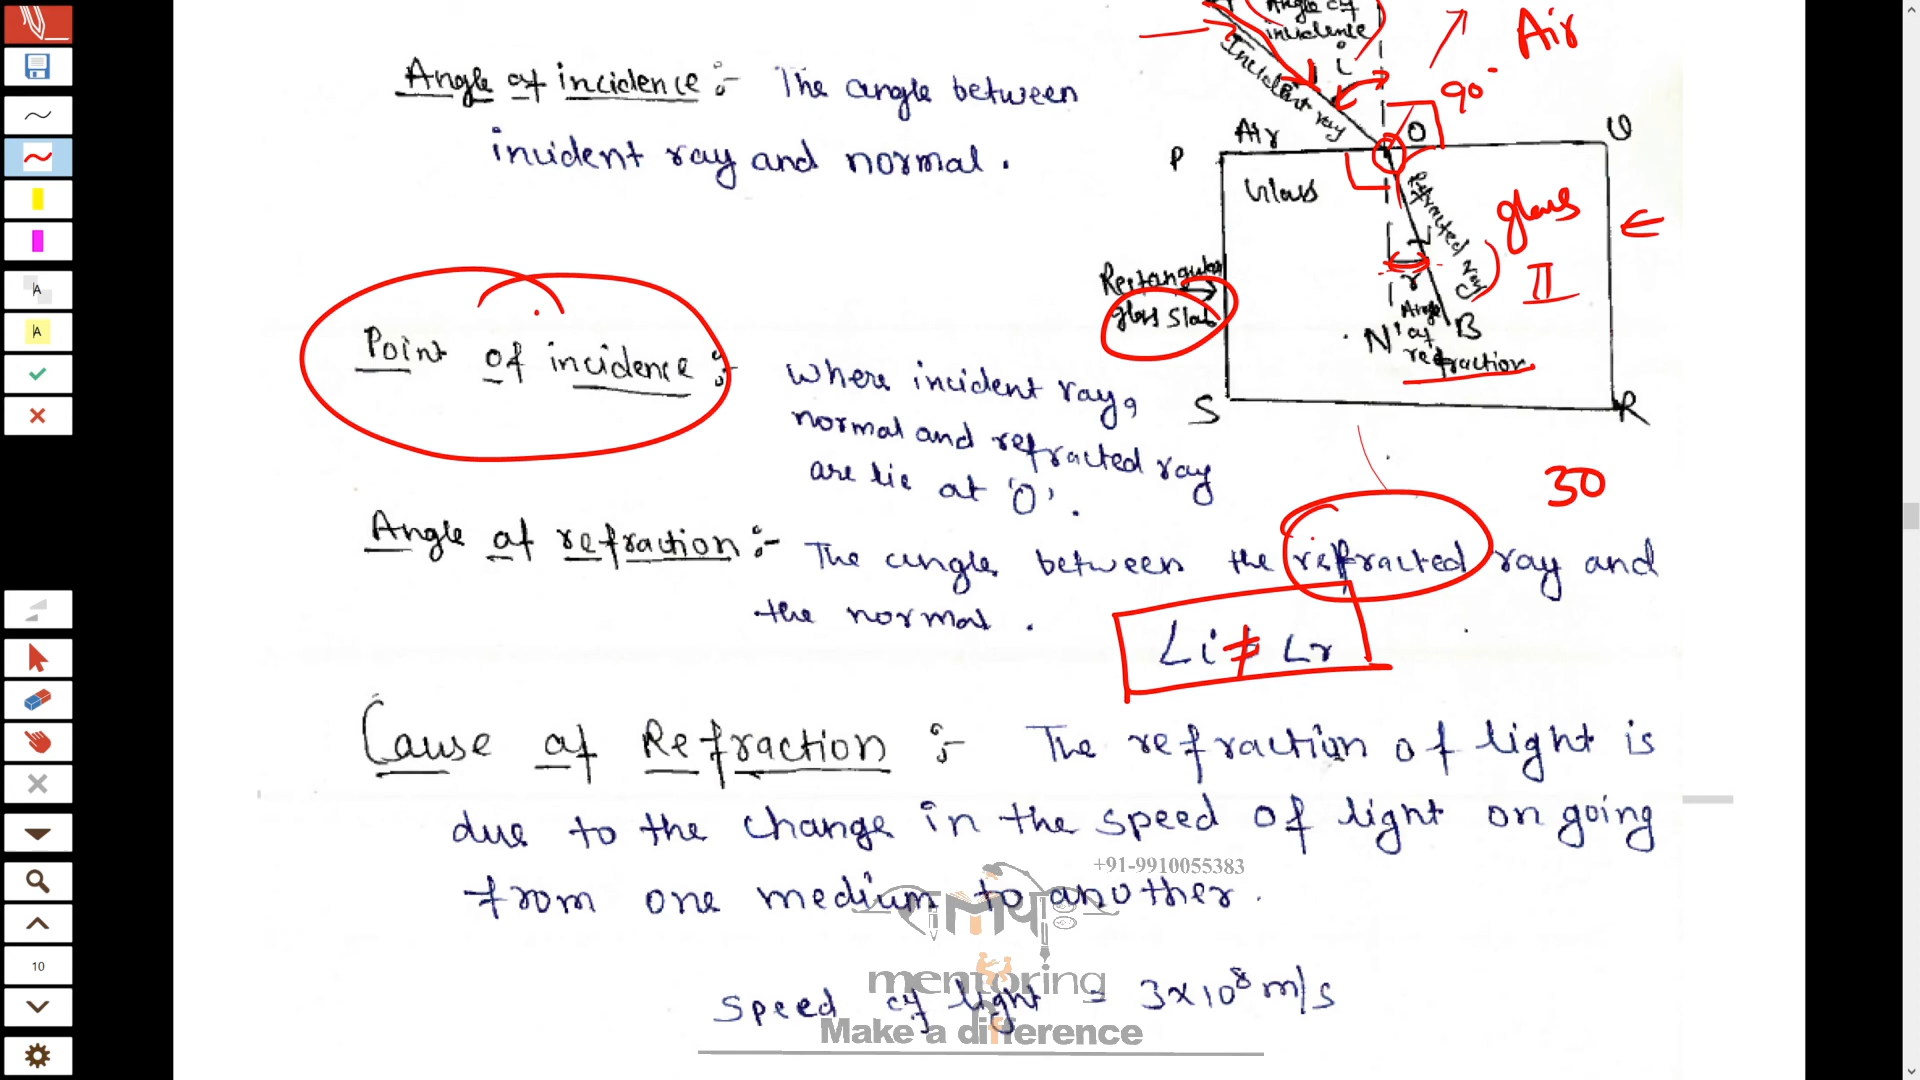 Angle of
incidence
i
Air
90°
Angle of incidence :- The angle between
incident ray and normal.
Incident ray
Air
O
P
Glass
Refracted ray
glass
II
Rectangular
glass slab
r
Angle
of
refraction
N'
B
S
R
Point of incidence :- Where incident ray,
normal and refracted ray
are lie at 'O'.
30
Angle of refraction :- The angle between the refracted ray and
the normal.
∠i ≠ ∠r
Cause of Refraction :- The refraction of light is
due to the change in the speed of light on going
from one medium to another.
+91-9910055383
mentoring
speed of light = 3×10⁸ m/s
Make a difference
A
A
10